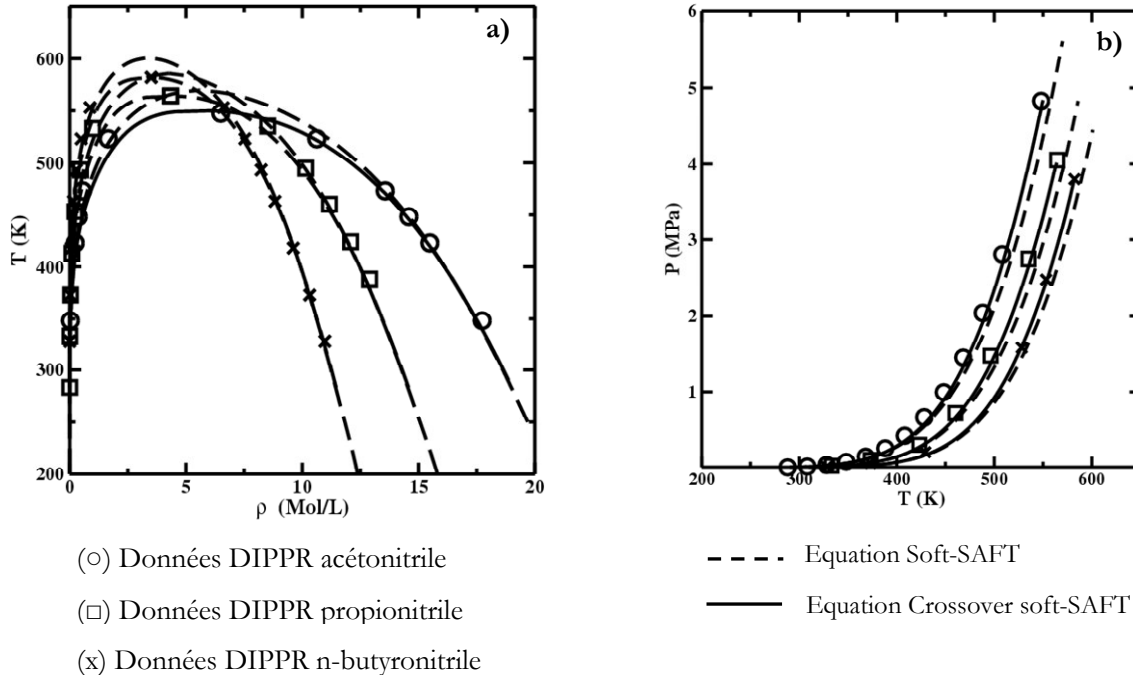 a)
600
500
400
300
200
T (K)
0
5
10
15
20
ρ (Mol/L)
b)
6
5
4
3
2
1
P (MPa)
200
300
400
500
600
T (K)
(○) Données DIPPR acétonitrile
(□) Données DIPPR propionitrile
(x) Données DIPPR n-butyronitrile
Equation Soft-SAFT
Equation Crossover soft-SAFT